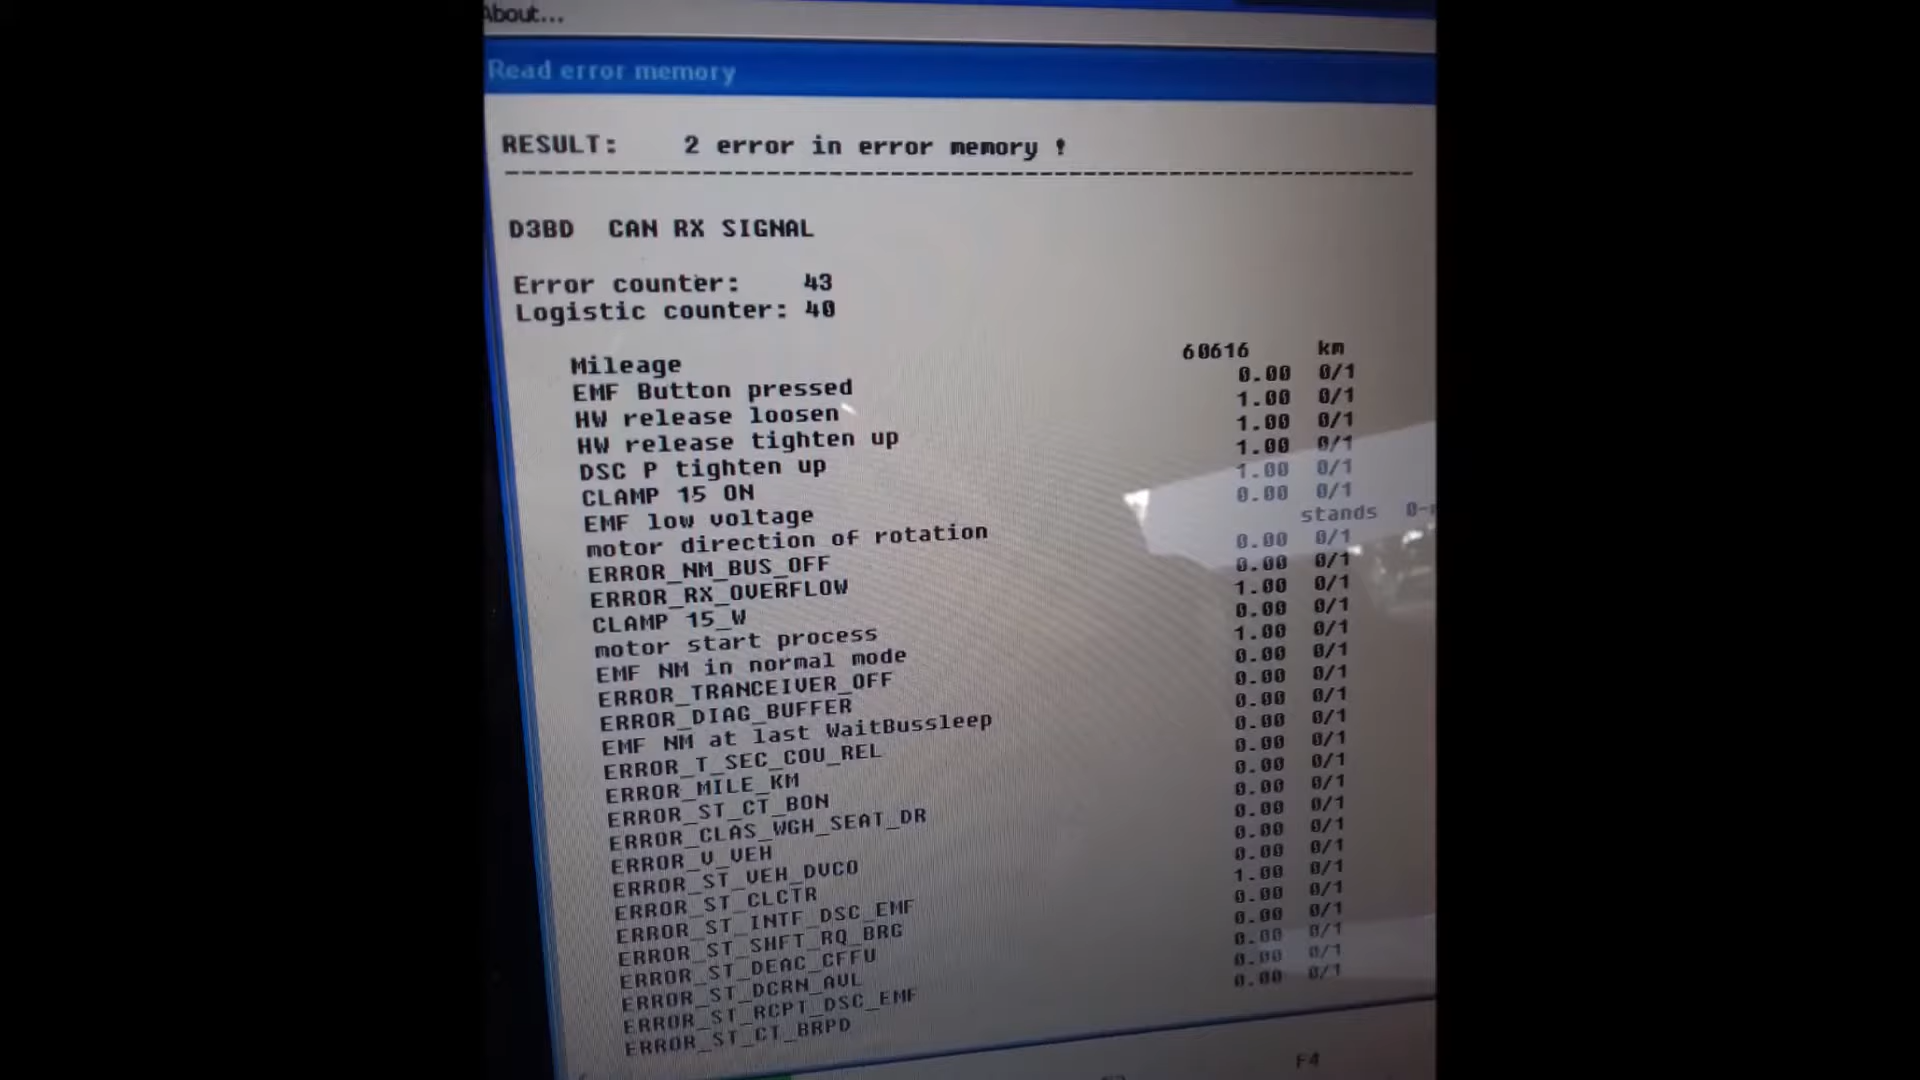 About...
Read error memory
RESULT: 2 error in error memory !
D3BD CAN RX SIGNAL
Error counter: 43
Logistic counter: 40
Mileage 60616 km
EMF Button pressed 0.00 0/1
HW release loosen 1.00 0/1
HW release tighten up 1.00 0/1
DSC P tighten up 1.00 0/1
CLAMP 15 ON 1.00 0/1
EMF low voltage 0.00 0/1
motor direction of rotation stands
ERROR_NM_BUS_OFF 0.00 0/1
ERROR_RX_OVERFLOW 0.00 0/1
CLAMP 15_W 1.00 0/1
motor start process 0.00 0/1
EMF NM in normal mode 1.00 0/1
ERROR_TRANCEIVER_OFF 0.00 0/1
ERROR_DIAG_BUFFER 0.00 0/1
EMF NM at last WaitBussleep 0.00 0/1
ERROR_T_SEC_COU_REL 0.00 0/1
ERROR_MILE_KM 0.00 0/1
ERROR_ST_CT_BON 0.00 0/1
ERROR_CLAS_WGH_SEAT_DR 0.00 0/1
ERROR_V_VEH 0.00 0/1
ERROR_ST_VEH_DVCO 0.00 0/1
ERROR_ST_CLCTR 0.00 0/1
ERROR_ST_INTF_DSC_EMF 1.00 0/1
ERROR_ST_SHFT_RQ_BRG 0.00 0/1
ERROR_ST_DEAC_CFFU 0.00 0/1
ERROR_ST_DCRN_AVL 0.00 0/1
ERROR_ST_RCPT_DSC_EMF 0.00 0/1
ERROR_ST_CT_BRPD 0.00 0/1
F4